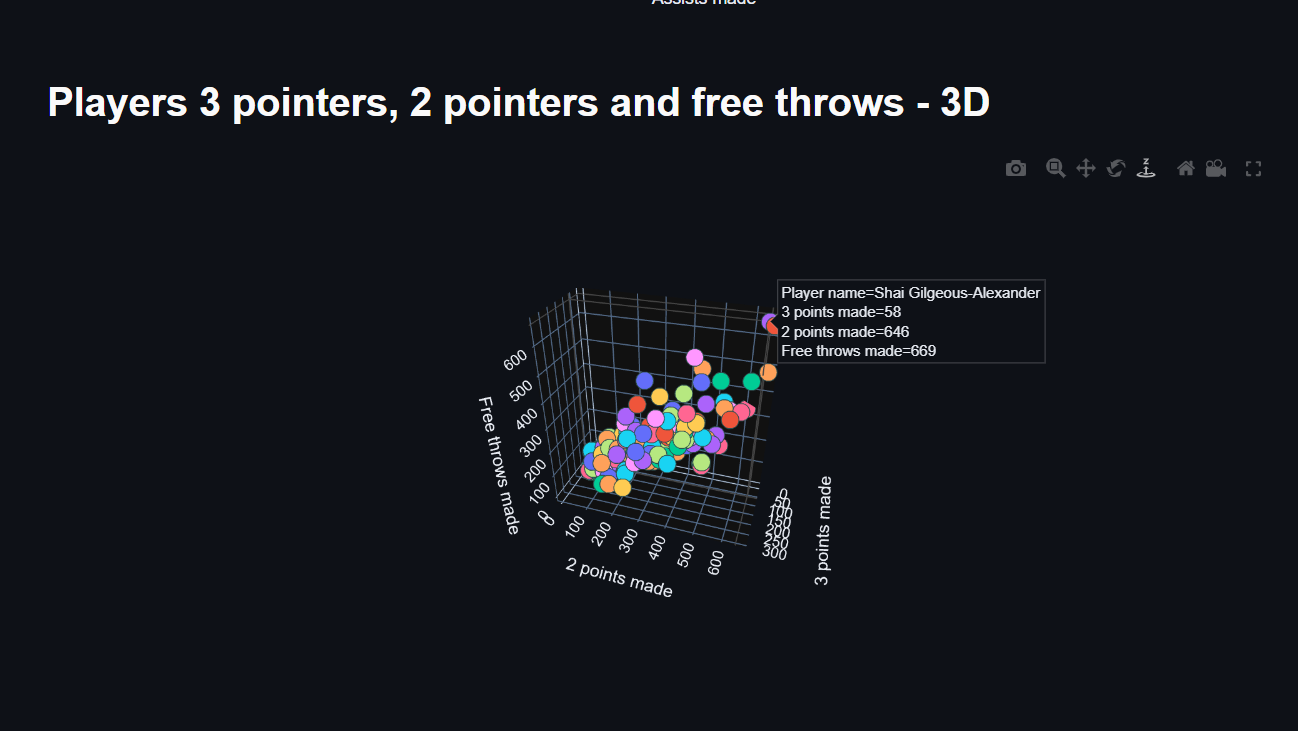 Assists made
Players 3 pointers, 2 pointers and free throws - 3D
Z
Player name=Shai Gilgeous-Alexander
3 points made=58
2 points made=646
Free throws made=669
600
500
400
300
200
100
0
Free throws made
0
100
200
300
400
500
600
2 points made
0
50
100
150
200
250
300
3 points made